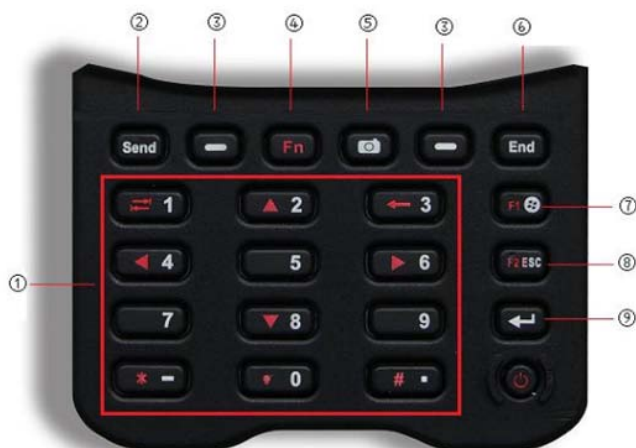 ② ③ ④ ⑤ ③ ⑥
Send Fn End
1 2 3 F1
4 5 6 F2 ESC
7 8 9
* - 0 # .
① ⑦ ⑧ ⑨